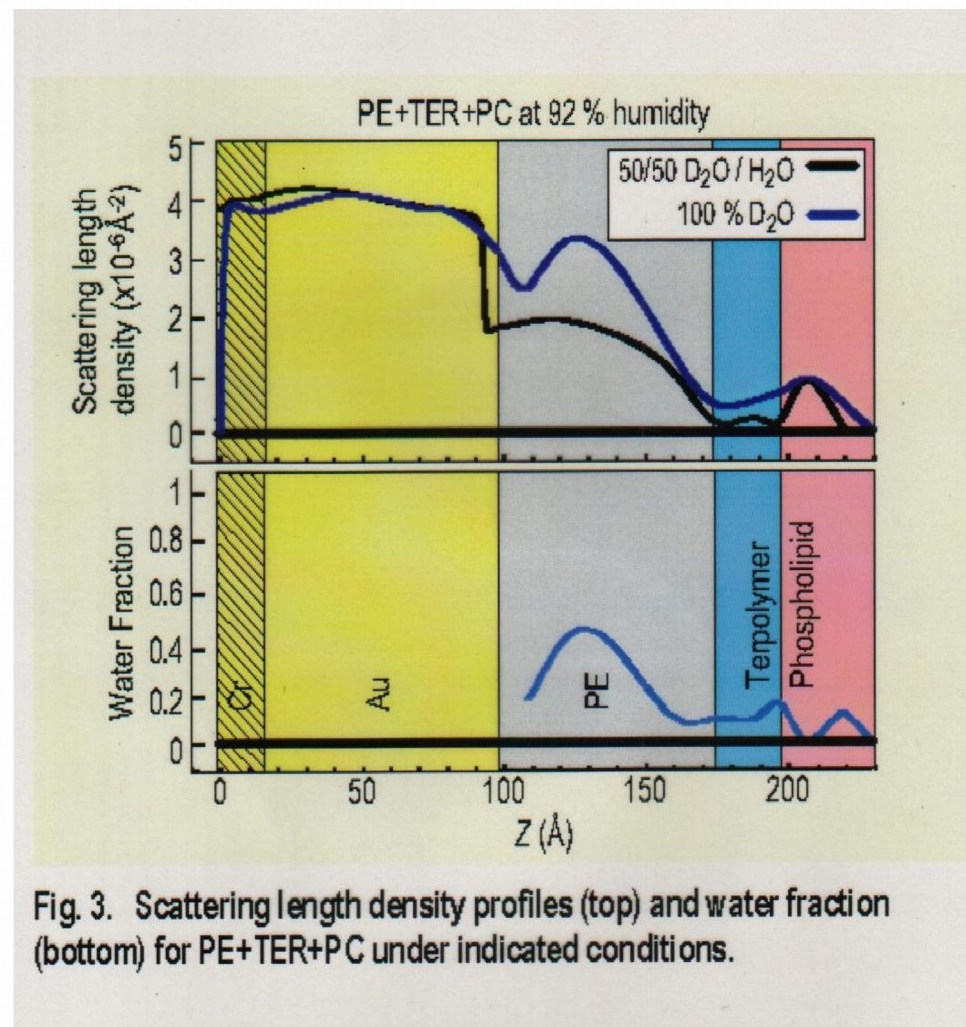 PE+TER+PC at 92 % humidity
50/50 D₂O / H₂O
100 % D₂O
Scattering length
density (x10⁻⁶Å⁻²)
5
4
3
2
1
0
Water Fraction
1
0.8
0.6
0.4
0.2
0
Cr
Au
PE
Terpolymer
Phospholipid
0 50 100 150 200
Z (Å)
Fig. 3. Scattering length density profiles (top) and water fraction
(bottom) for PE+TER+PC under indicated conditions.